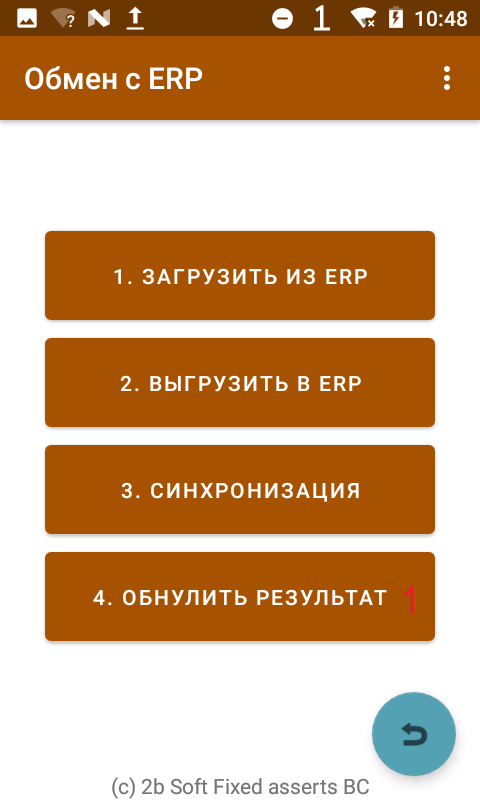 1 10:48
Обмен с ERP
1. ЗАГРУЗИТЬ ИЗ ERP
2. ВЫГРУЗИТЬ В ERP
3. СИНХРОНИЗАЦИЯ
4. ОБНУЛИТЬ РЕЗУЛЬТАТ 1
(c) 2b Soft Fixed asserts BC